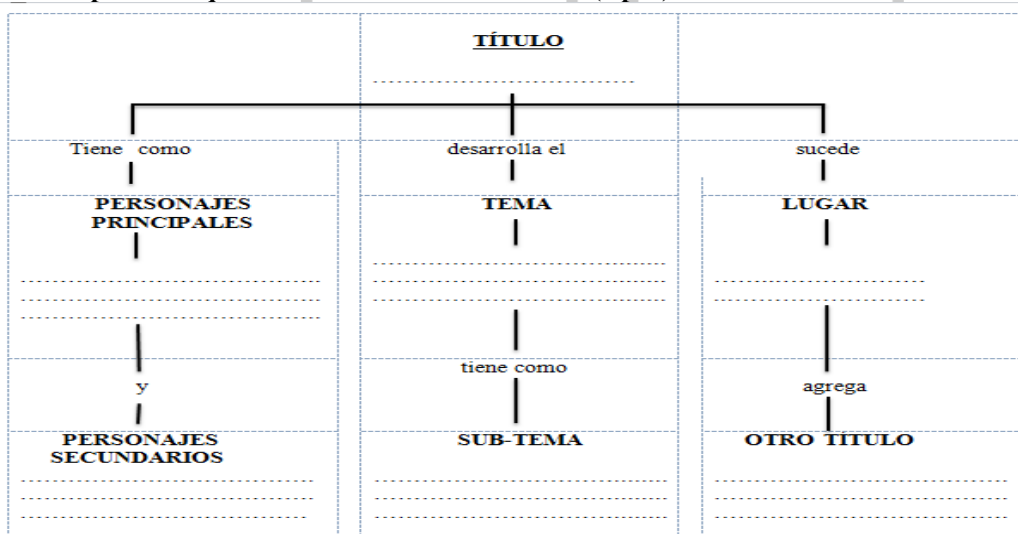 TÍTULO
Tiene como
desarrolla el
sucede
PERSONAJES
PRINCIPALES
TEMA
LUGAR
y
tiene como
agrega
PERSONAJES
SECUNDARIOS
SUB-TEMA
OTRO TÍTULO